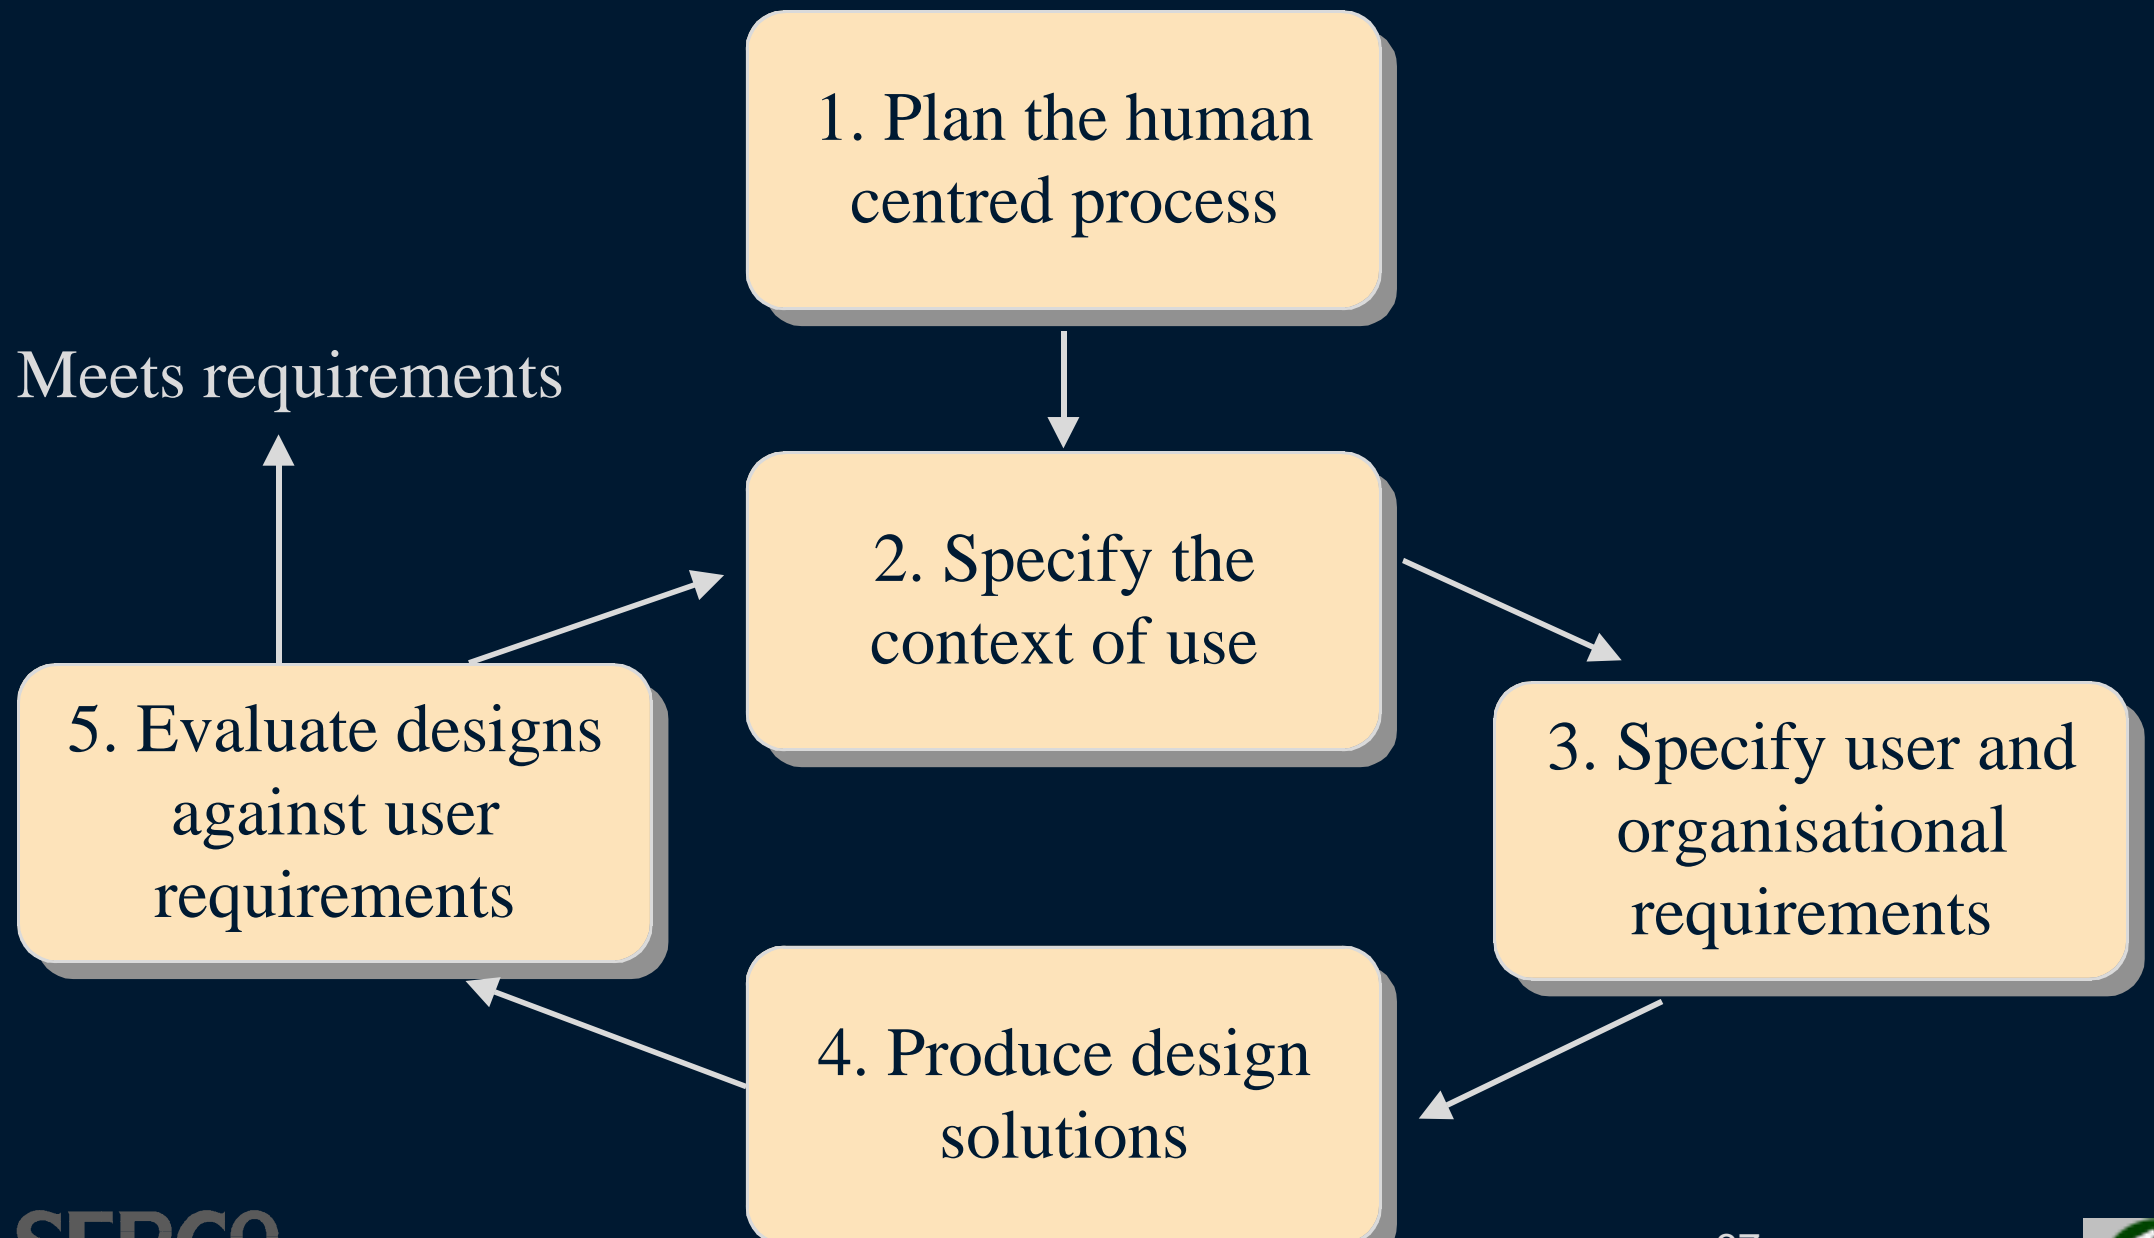 1. Plan the human
centred process
Meets requirements
2. Specify the
context of use
5. Evaluate designs
against user
requirements
3. Specify user and
organisational
requirements
4. Produce design
solutions